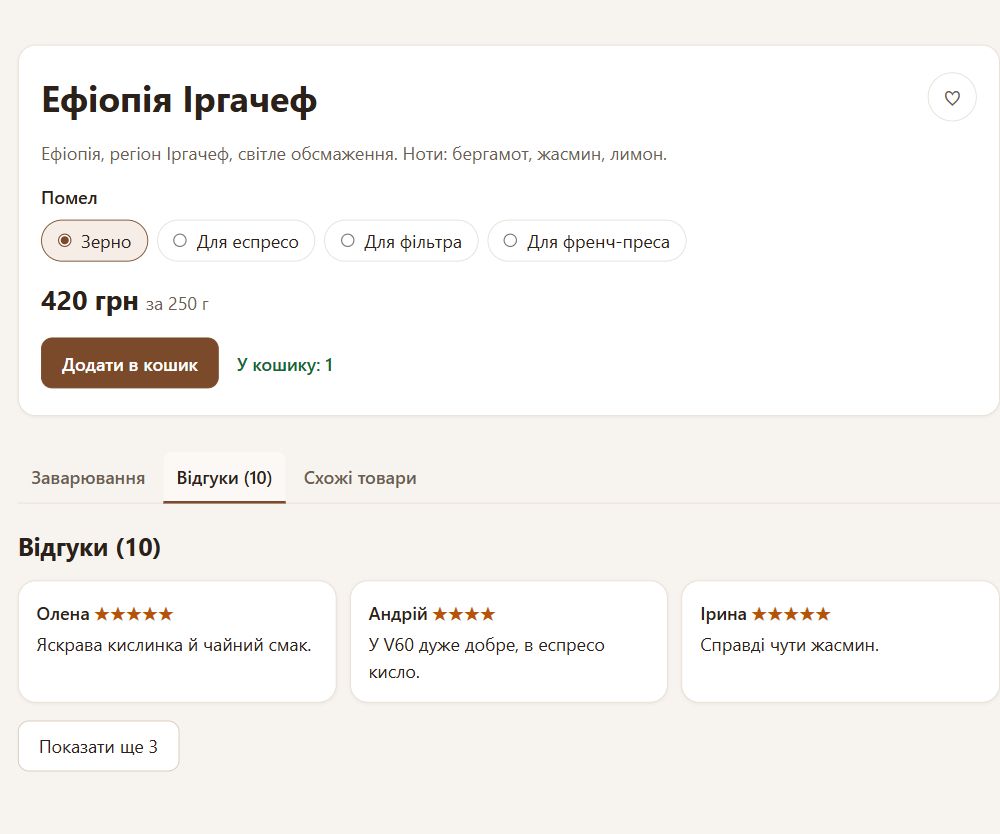 Ефіопія Іргачеф
Ефіопія, регіон Іргачеф, світле обсмаження. Ноти: бергамот, жасмин, лимон.
Помел
Зерно
Для еспресо
Для фільтра
Для френч-преса
420 грн за 250 г
Додати в кошик
У кошику: 1
Заварювання
Відгуки (10)
Схожі товари
Відгуки (10)
Олена ★★★★★
Яскрава кислинка й чайний смак.
Андрій ★★★★
У V60 дуже добре, в еспресо
кисло.
Ірина ★★★★★
Справді чути жасмин.
Показати ще 3